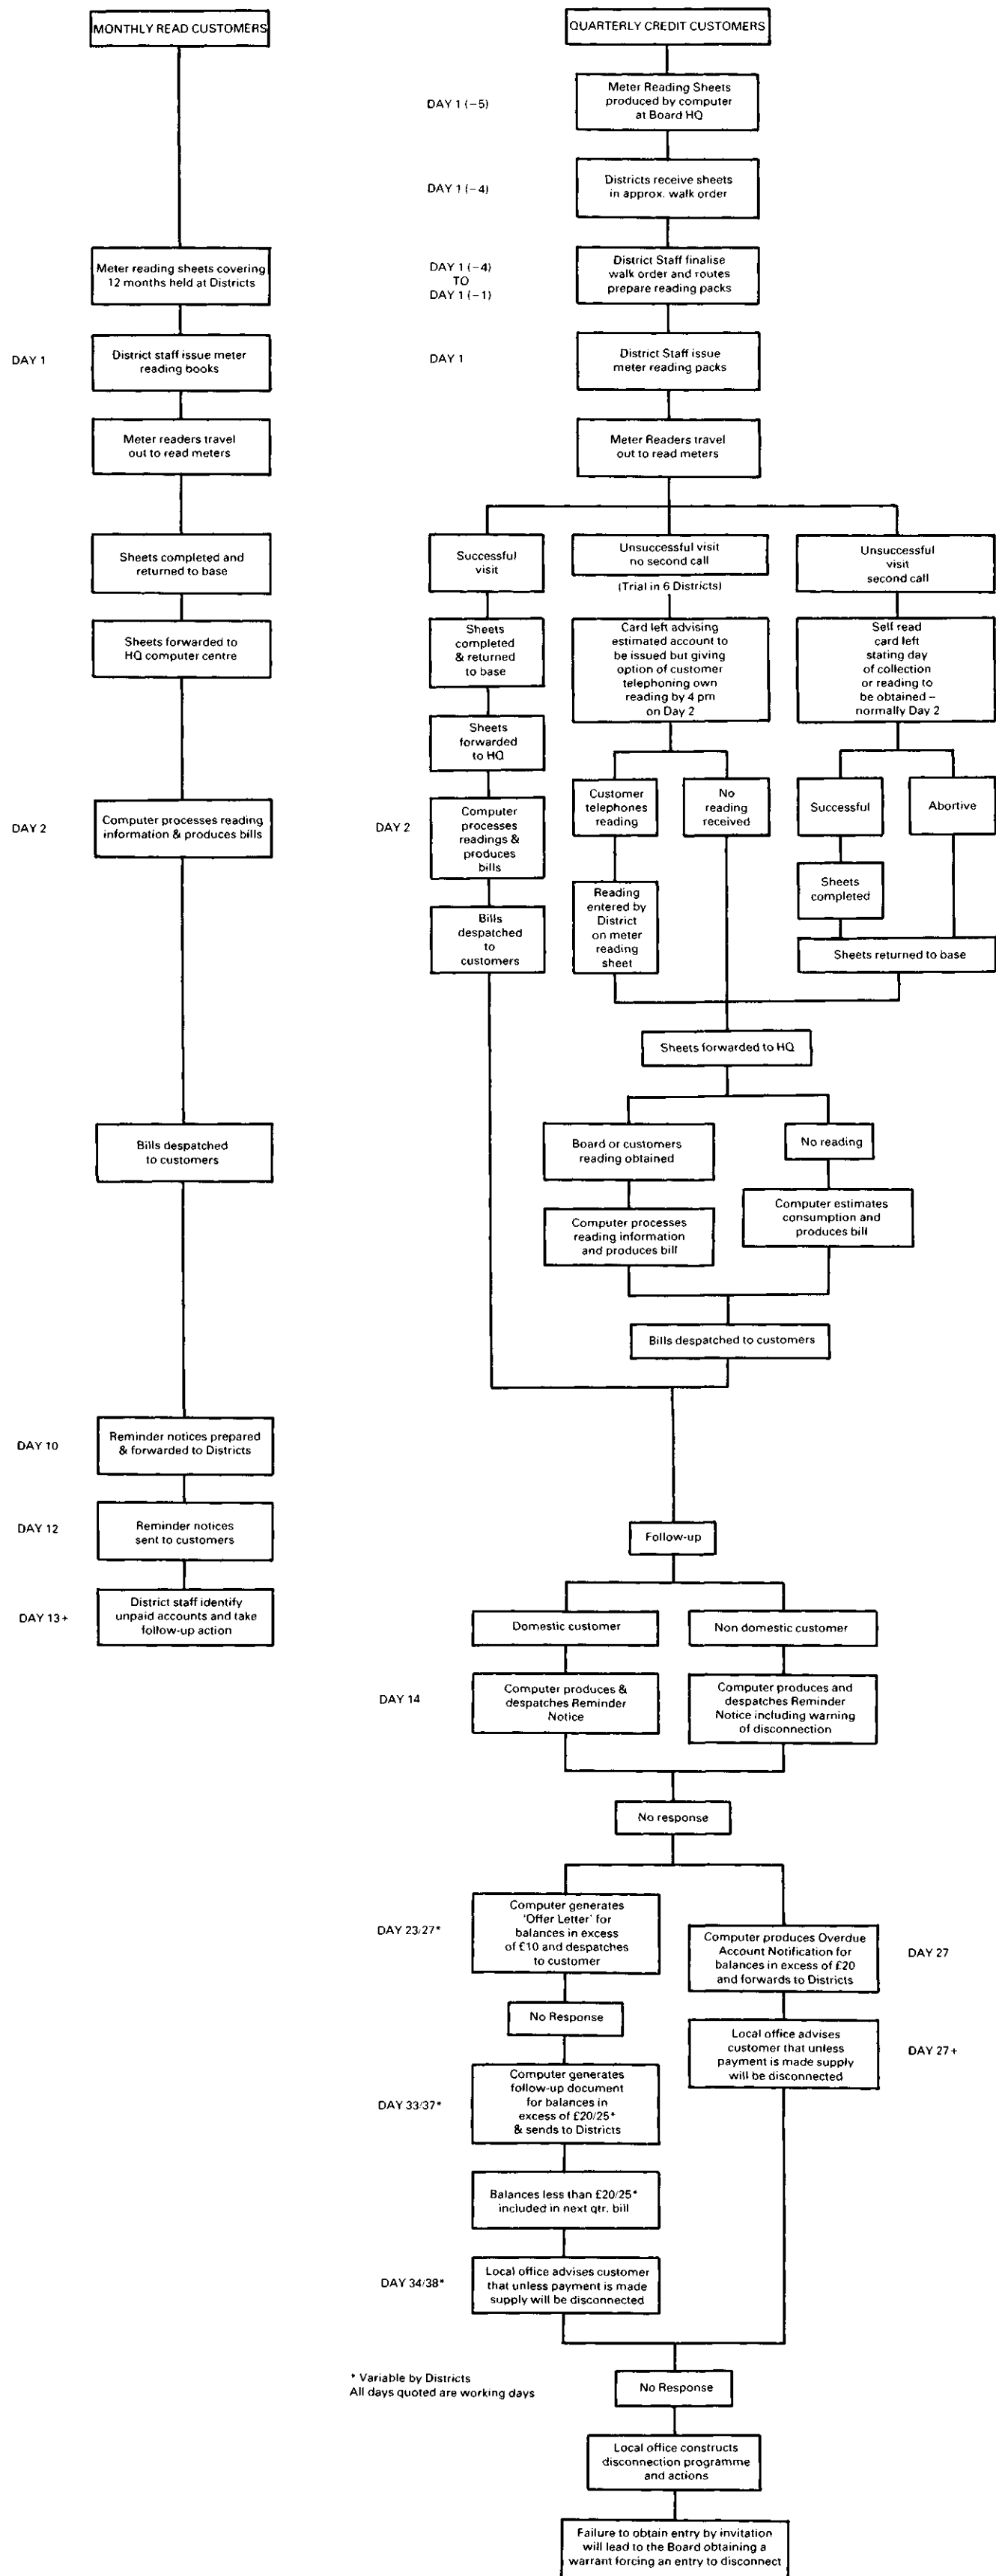 MONTHLY READ CUSTOMERS
Meter reading sheets covering
12 months held at Districts
DAY 1
District staff issue meter
reading books
Meter readers travel
out to read meters
Sheets completed and
returned to base
Sheets forwarded to
HQ computer centre
DAY 2
Computer processes reading
information & produces bills
Bills despatched
to customers
DAY 10
Reminder notices prepared
& forwarded to Districts
DAY 12
Reminder notices
sent to customers
DAY 13+
District staff identify
unpaid accounts and take
follow-up action
QUARTERLY CREDIT CUSTOMERS
DAY 1 (–5)
Meter Reading Sheets
produced by computer
at Board HQ
DAY 1 (–4)
Districts receive sheets
in approx. walk order
DAY 1 (–4)
TO
DAY 1 (–1)
District Staff finalise
walk order and routes
prepare reading packs
DAY 1
District Staff issue
meter reading packs
Meter Readers travel
out to read meters
Successful
visit
Sheets
completed
& returned
to base
Sheets
forwarded
to HQ
DAY 2
Computer
processes
readings &
produces
bills
Bills
despatched
to
customers
Unsuccessful visit
no second call
(Trial in 6 Districts)
Card left advising
estimated account to
be issued but giving
option of customer
telephoning own
reading by 4 pm
on Day 2
Customer
telephones
reading
No
reading
received
Reading
entered by
District
on meter
reading
sheet
Unsuccessful
visit
second call
Self read
card left
stating day
of collection
or reading to
be obtained –
normally Day 2
Successful
Abortive
Sheets
completed
Sheets returned to base
Sheets forwarded to HQ
Board or customers
reading obtained
No reading
Computer processes
reading information
and produces bill
Computer estimates
consumption and
produces bill
Bills despatched to customers
Follow-up
Domestic customer
Non domestic customer
DAY 14
Computer produces &
despatches Reminder
Notice
Computer produces and
despatches Reminder
Notice including warning
of disconnection
No response
DAY 23/27*
Computer generates
'Offer Letter' for
balances in excess
of £10 and despatches
to customer
No Response
DAY 33/37*
Computer generates
follow-up document
for balances in
excess of £20/25*
& sends to Districts
Balances less than £20/25*
included in next qtr. bill
DAY 34/38*
Local office advises customer
that unless payment is made
supply will be disconnected
Computer produces Overdue
Account Notification for
balances in excess of £20
and forwards to Districts
DAY 27
Local office advises
customer that unless
payment is made supply
will be disconnected
DAY 27+
* Variable by Districts
All days quoted are working days
No Response
Local office constructs
disconnection programme
and actions
Failure to obtain entry by invitation
will lead to the Board obtaining a
warrant forcing an entry to disconnect